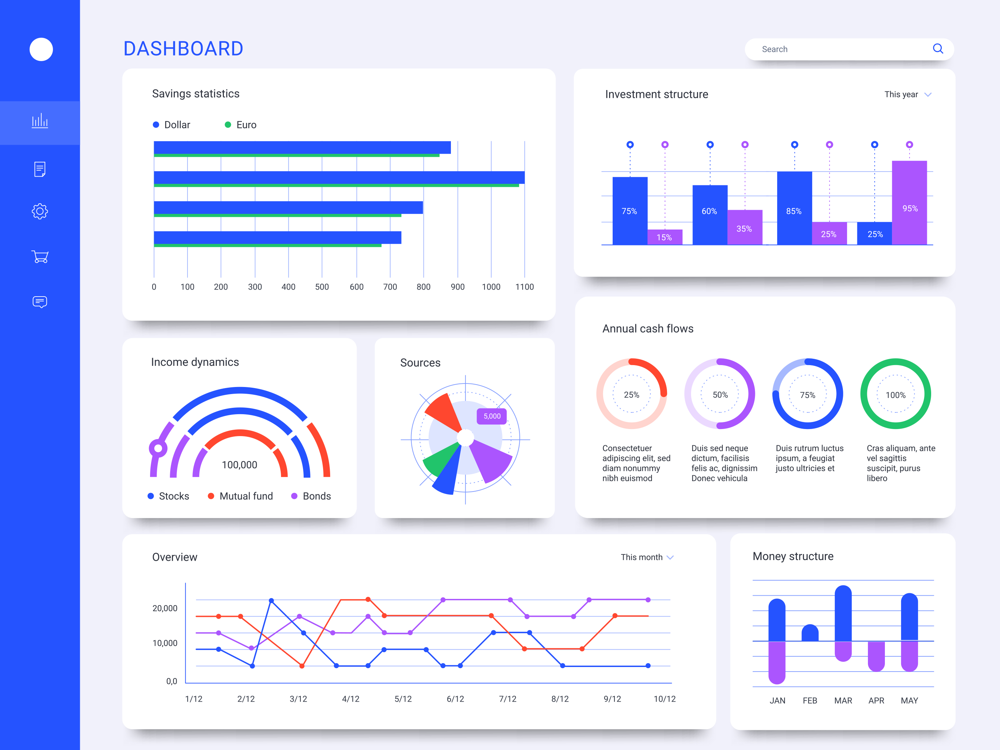 DASHBOARD
Search
Savings statistics
Dollar Euro
0 100 200 300 400 500 600 700 800 900 1000 1100
Investment structure
This year
75% 15% 60% 35% 85% 25% 25% 95%
Income dynamics
100,000
Stocks Mutual fund Bonds
Sources
5,000
Annual cash flows
25% 50% 75% 100%
Consectetuer
adipiscing elit, sed
diam nonummy
nibh euismod
Duis sed neque
dictum, facilisis
felis ac, dignissim
Donec vehicula
Duis rutrum luctus
ipsum, a feugiat
justo ultricies et
Cras aliquam, ante
vel sagittis
suscipit, purus
libero
Overview
This month
20,000
10,000
0,0
1/12 2/12 3/12 4/12 5/12 6/12 7/12 8/12 9/12 10/12
Money structure
JAN FEB MAR APR MAY